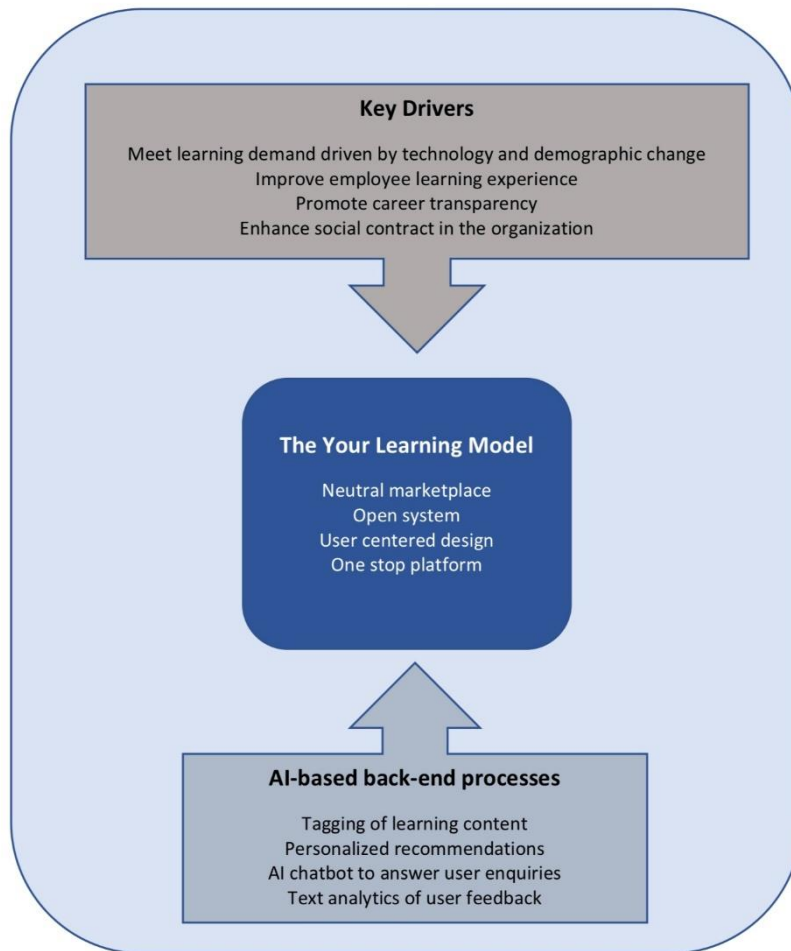 Key Drivers
Meet learning demand driven by technology and demographic change
Improve employee learning experience
Promote career transparency
Enhance social contract in the organization
The Your Learning Model
Neutral marketplace
Open system
User centered design
One stop platform
AI-based back-end processes
Tagging of learning content
Personalized recommendations
AI chatbot to answer user enquiries
Text analytics of user feedback